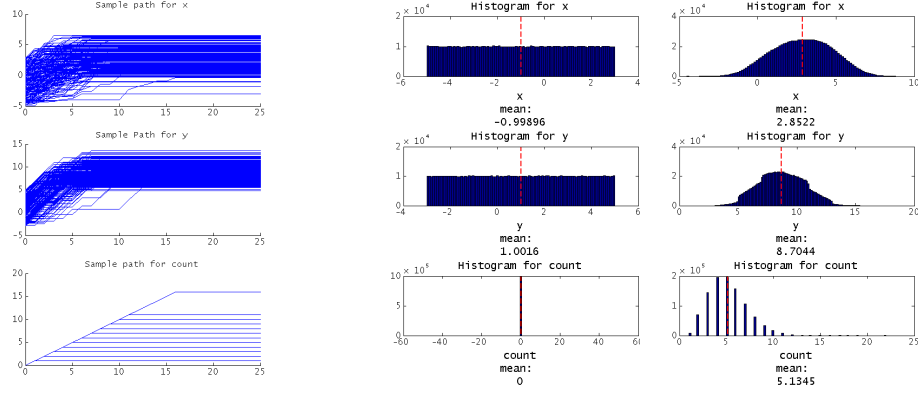 Sample path for x
10
5
0
-5
0 5 10 15 20 25
Sample Path for y
15
10
5
0
-5
0 5 10 15 20 25
Sample path for count
20
15
10
5
0
0 5 10 15 20 25
Histogram for x
× 10^4
2
1
0
-6 -4 -2 0 2 4
x
mean:
-0.99896
Histogram for x
× 10^4
4
2
0
-5 0 5 10
x
mean:
2.8522
Histogram for y
× 10^4
2
1
0
-4 -2 0 2 4 6
y
mean:
1.0016
Histogram for y
× 10^4
4
2
0
0 5 10 15 20
y
mean:
8.7044
Histogram for count
× 10^5
10
5
0
-60 -40 -20 0 20 40 60
count
mean:
0
Histogram for count
× 10^5
2
1
0
0 5 10 15 20 25
count
mean:
5.1345